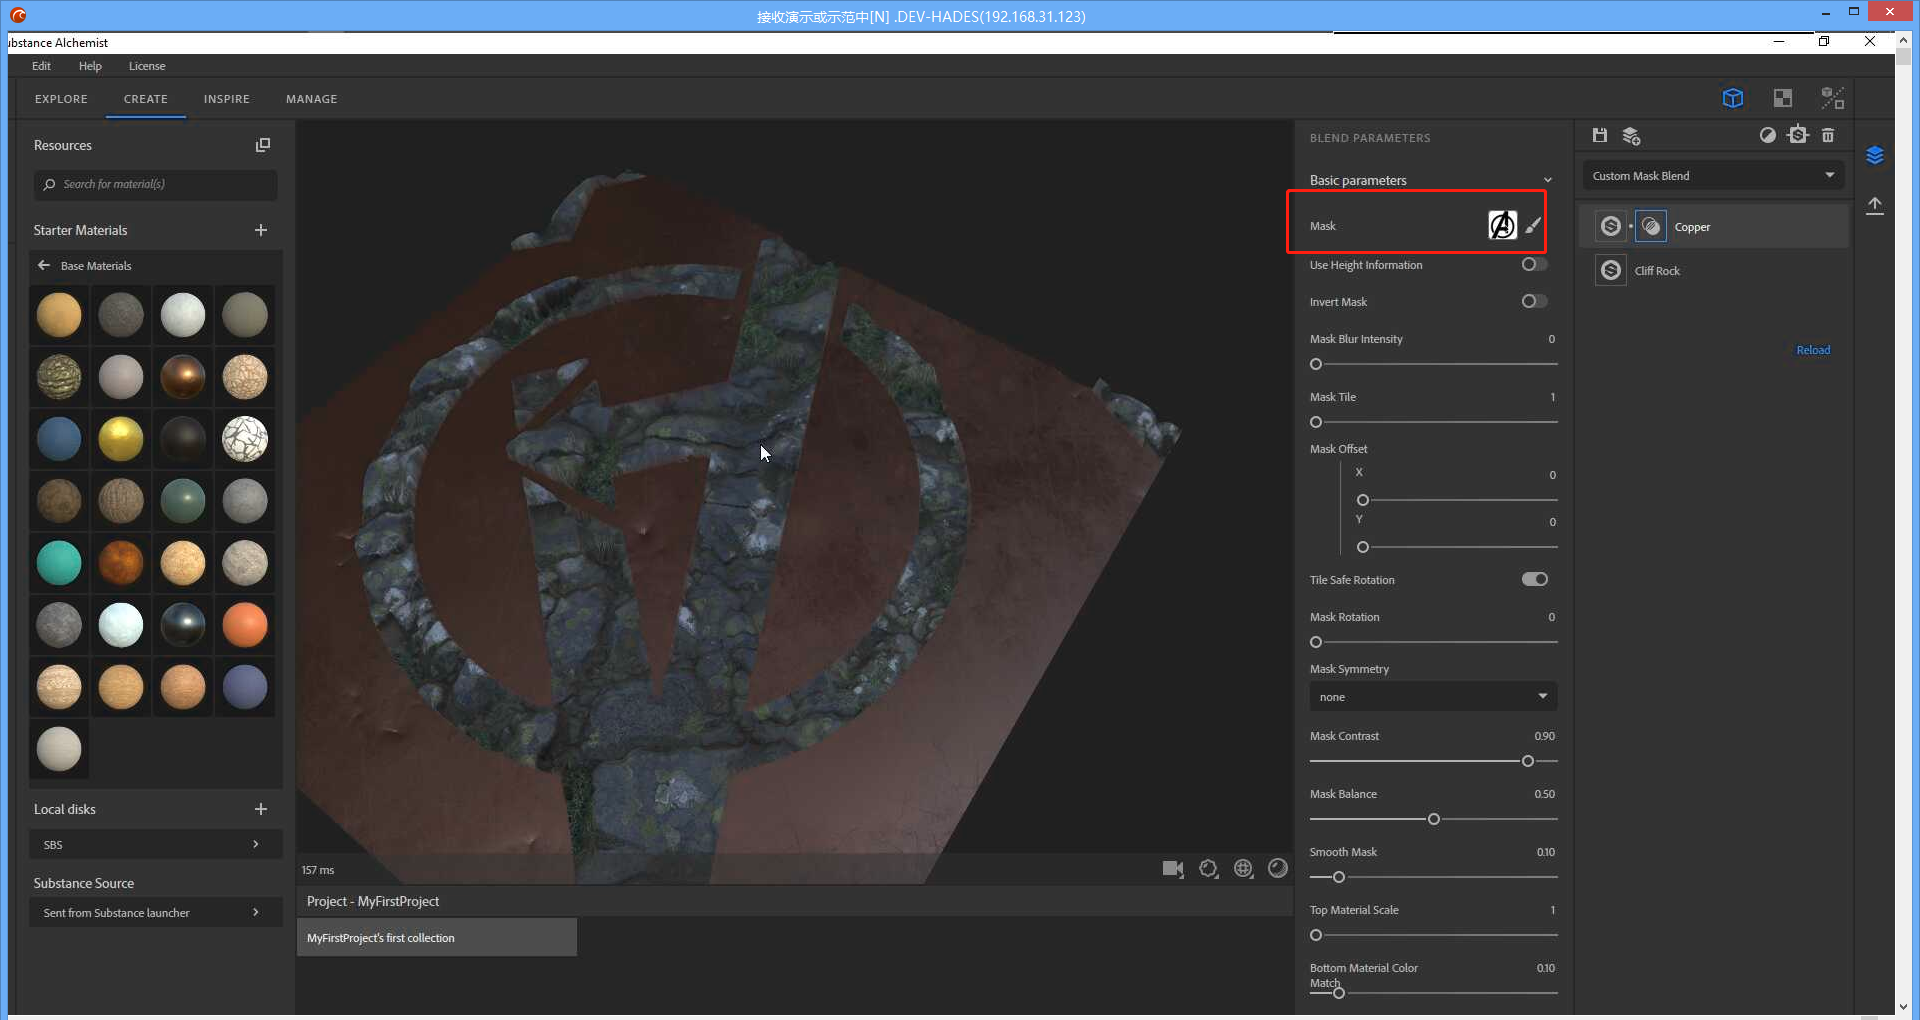 接收演示或示范中[N] .DEV-HADES(192.168.31.123)
ubstance Alchemist
Edit Help License
EXPLORE CREATE INSPIRE MANAGE
Resources
Search for material(s)
Starter Materials
Base Materials
Local disks
SBS
Substance Source
Sent from Substance launcher
157 ms
Project - MyFirstProject
MyFirstProject's first collection
BLEND PARAMETERS
Basic parameters
Mask
Use Height Information
Invert Mask
Mask Blur Intensity 0
Mask Tile 1
Mask Offset
X 0
Y 0
Tile Safe Rotation
Mask Rotation 0
Mask Symmetry
none
Mask Contrast 0.90
Mask Balance 0.50
Smooth Mask 0.10
Top Material Scale 1
Bottom Material Color 0.10
Match
Custom Mask Blend
Copper
Cliff Rock
Reload